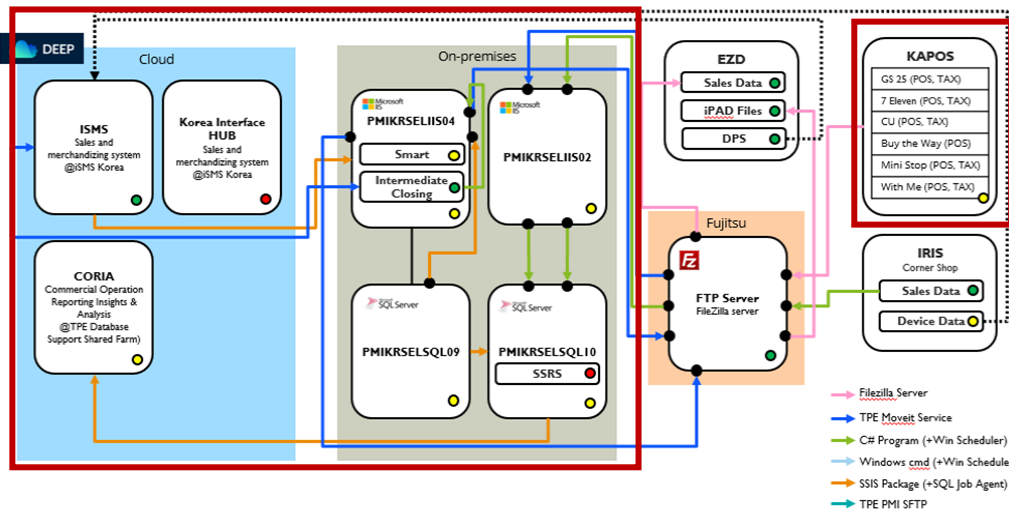 DEEP
Cloud
On-premises
ISMS
Sales and
merchandizing system
@iSMS Korea
Korea Interface
HUB
Sales and
merchandizing system
@iSMS Korea
CORIA
Commercial Operation
Reporting Insights &
Analysis
@TPE Database
Support Shared Farm)
Microsoft
IIS
PMIKRSELIIS04
Smart
Intermediate
Closing
Microsoft
IIS
PMIKRSELIIS02
SQL Server
PMIKRSELSQL09
SQL Server
PMIKRSELSQL10
SSRS
EZD
Sales Data
iPAD Files
DPS
Fujitsu
Fz
FTP Server
FileZilla server
KAPOS
GS 25 (POS, TAX)
7 Eleven (POS, TAX)
CU (POS, TAX)
Buy the Way (POS)
Mini Stop (POS, TAX)
With Me (POS, TAX)
IRIS
Corner Shop
Sales Data
Device Data
Filezilla Server
TPE Moveit Service
C# Program (+Win Scheduler)
Windows cmd (+Win Schedule
SSIS Package (+SQL Job Agent)
TPE PMI SFTP